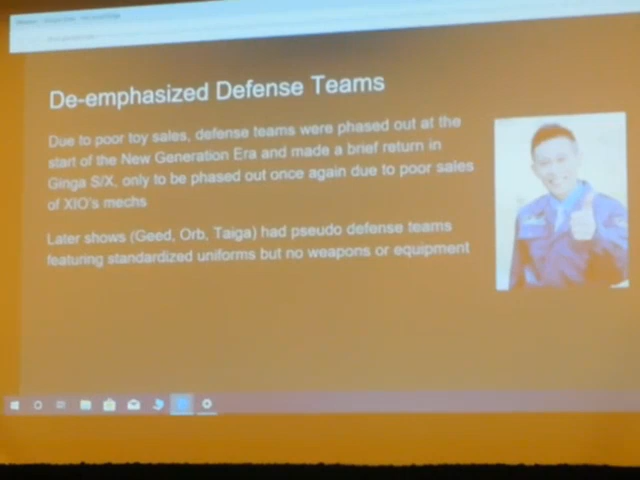 De-emphasized Defense Teams
Due to poor toy sales, defense teams were phased out at the
start of the New Generation Era and made a brief return in
Ginga S/X, only to be phased out once again due to poor sales
of XIO's mechs
Later shows (Geed, Orb, Taiga) had pseudo defense teams
featuring standardized uniforms but no weapons or equipment